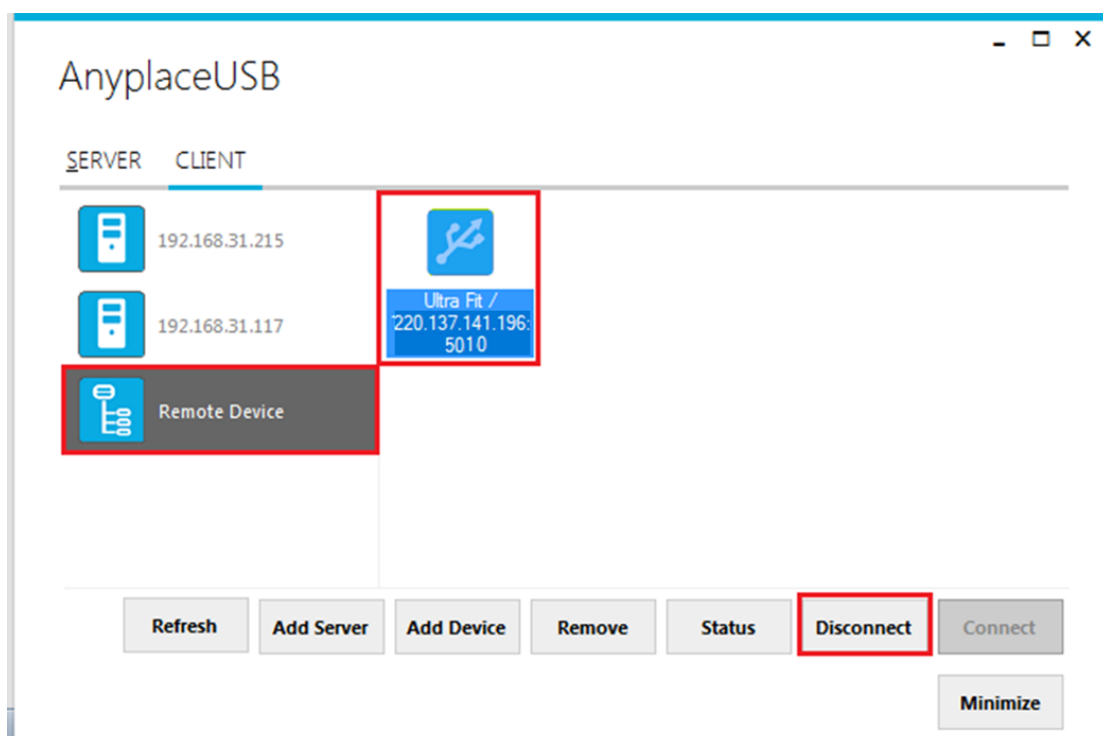 AnyplaceUSB
SERVER CLIENT
192.168.31.215
192.168.31.117
Remote Device
Ultra Fit /
220.137.141.196:
5010
Refresh Add Server Add Device Remove Status Disconnect Connect
Minimize